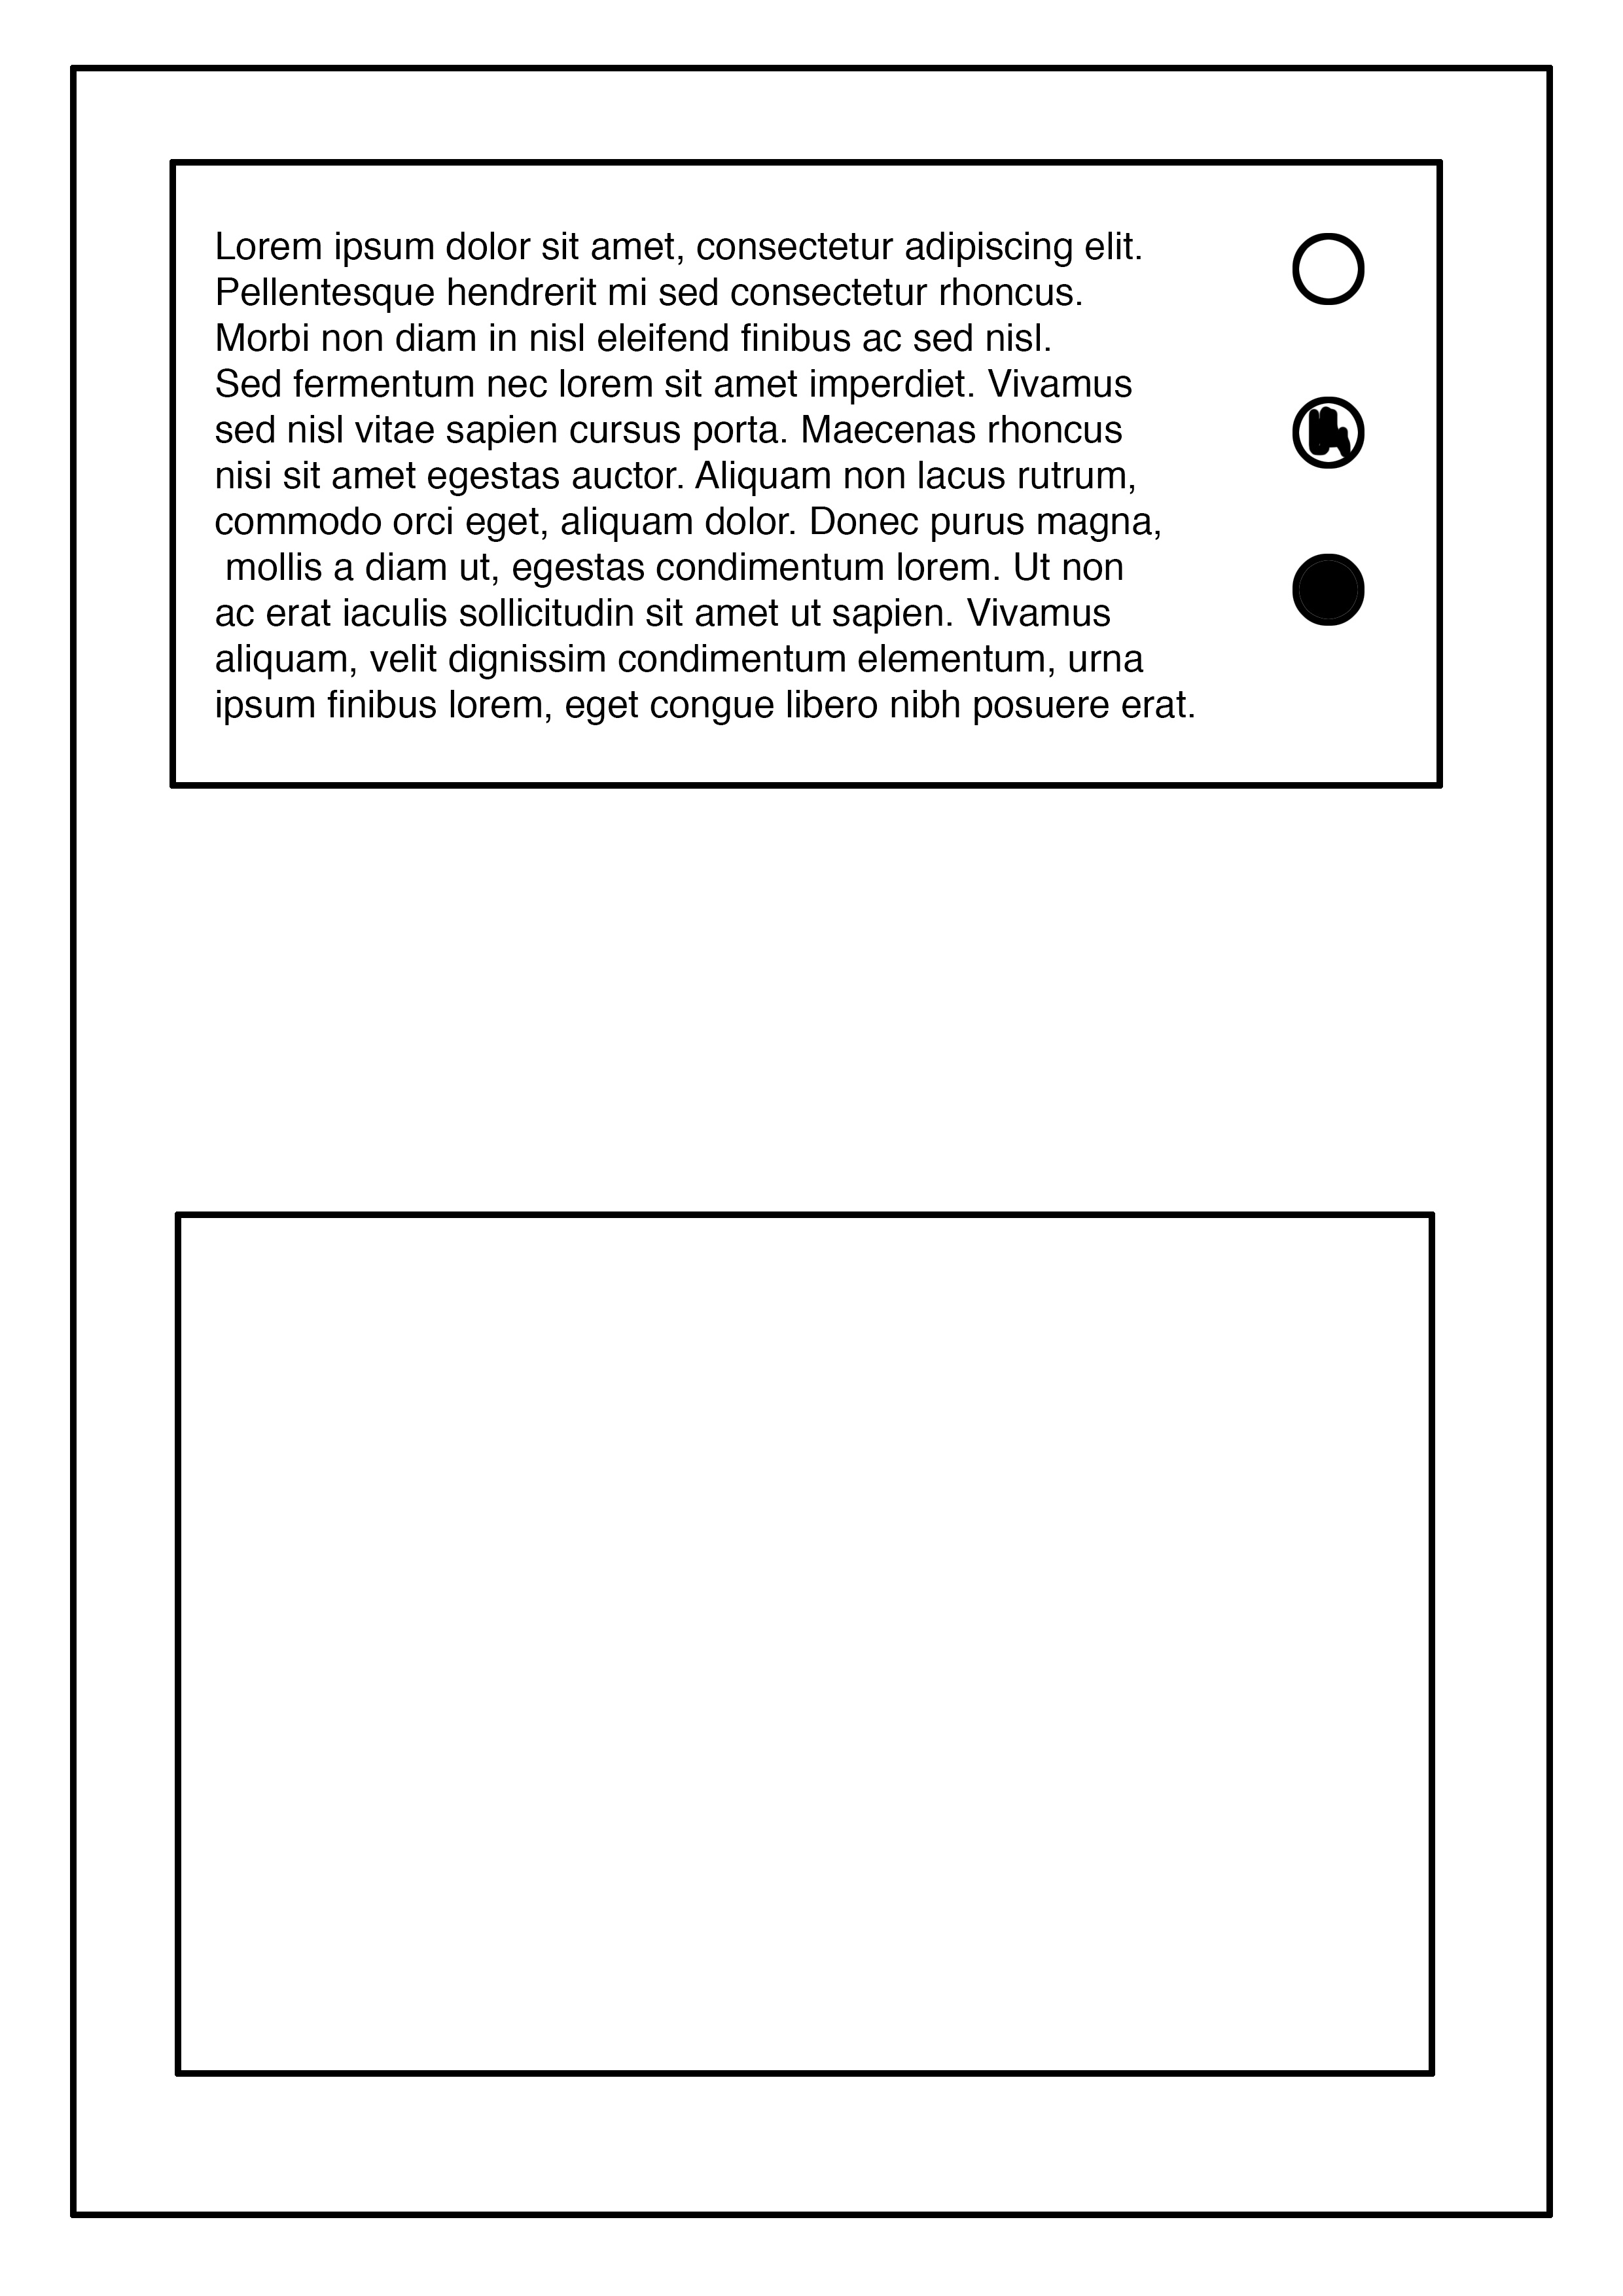 Lorem ipsum dolor sit amet, consectetur adipiscing elit.
Pellentesque hendrerit mi sed consectetur rhoncus.
Morbi non diam in nisl eleifend finibus ac sed nisl.
Sed fermentum nec lorem sit amet imperdiet. Vivamus
sed nisl vitae sapien cursus porta. Maecenas rhoncus
nisi sit amet egestas auctor. Aliquam non lacus rutrum,
commodo orci eget, aliquam dolor. Donec purus magna,
mollis a diam ut, egestas condimentum lorem. Ut non
ac erat iaculis sollicitudin sit amet ut sapien. Vivamus
aliquam, velit dignissim condimentum elementum, urna
ipsum finibus lorem, eget congue libero nibh posuere erat.